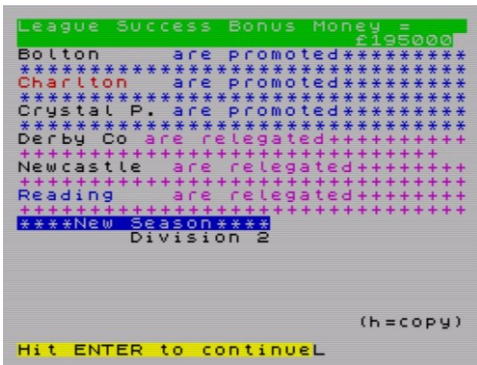 League Success Bonus Money =
£195000
Bolton are promoted*********
********************************
Charlton are promoted*********
********************************
Crystal P. are promoted*********
********************************
Derby Co are relegated++++++++++
++++++++++++++++++++++++++++++
Newcastle are relegated++++++++
++++++++++++++++++++++++++++++++
Reading are relegated++++++++
++++++++++++++++++++++++++++++++
****New Season****
Division 2
(h=copy)
Hit ENTER to continueL